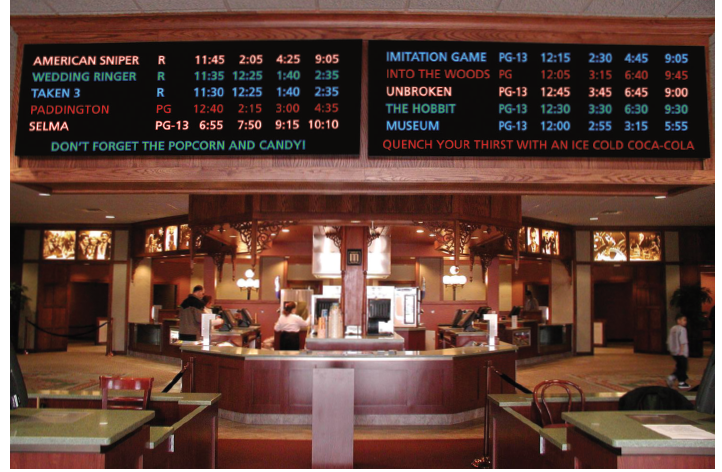 AMERICAN SNIPER R 11:45 2:05 4:25 9:05
WEDDING RINGER R 11:35 12:25 1:40 2:35
TAKEN 3 R 11:30 12:25 1:40 2:35
PADDINGTON PG 12:40 2:15 3:00 4:35
SELMA PG-13 6:55 7:50 9:15 10:10
DON'T FORGET THE POPCORN AND CANDY!
IMITATION GAME PG-13 12:15 2:30 4:45 9:05
INTO THE WOODS PG 12:05 3:15 6:40 9:45
UNBROKEN PG-13 12:45 3:45 6:45 9:00
THE HOBBIT PG-13 12:30 3:30 6:30 9:30
MUSEUM PG-13 12:00 2:55 3:15 5:55
QUENCH YOUR THIRST WITH AN ICE COLD COCA-COLA